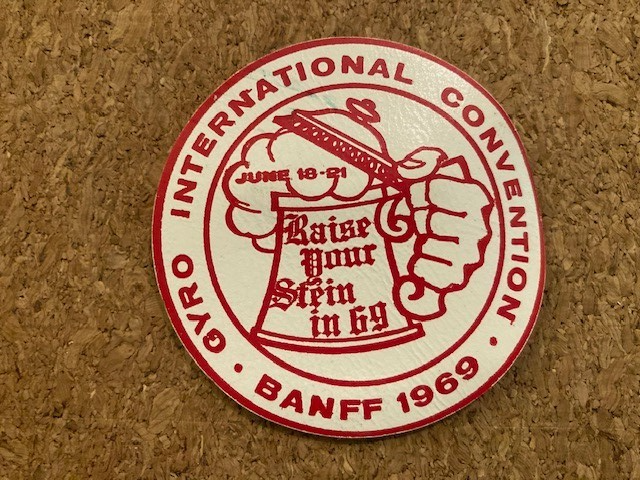 GYRO INTERNATIONAL CONVENTION
BANFF 1969
JUNE 18-21
Raise
Your
Stein
in 69